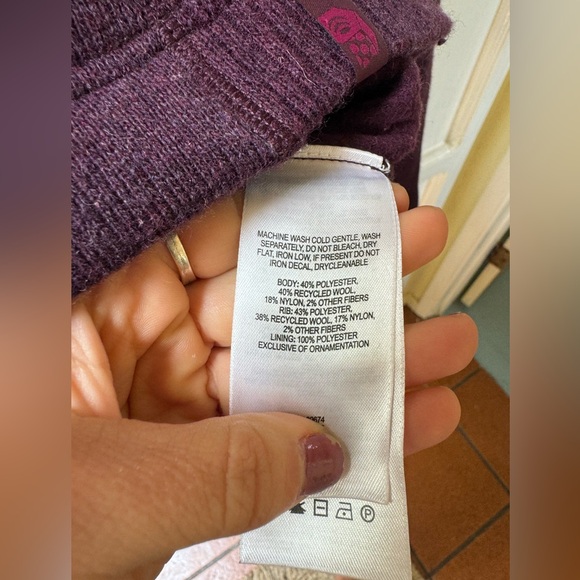 MACHINE WASH COLD GENTLE, WASH
SEPARATELY, DO NOT BLEACH, DRY
FLAT, IRON LOW, IF PRESENT DO NOT
IRON DECAL, DRYCLEANABLE
BODY: 40% POLYESTER,
40% RECYCLED WOOL,
18% NYLON, 2% OTHER FIBERS
RIB: 43% POLYESTER,
38% RECYCLED WOOL, 17% NYLON,
2% OTHER FIBERS
LINING: 100% POLYESTER
EXCLUSIVE OF ORNAMENTATION
P